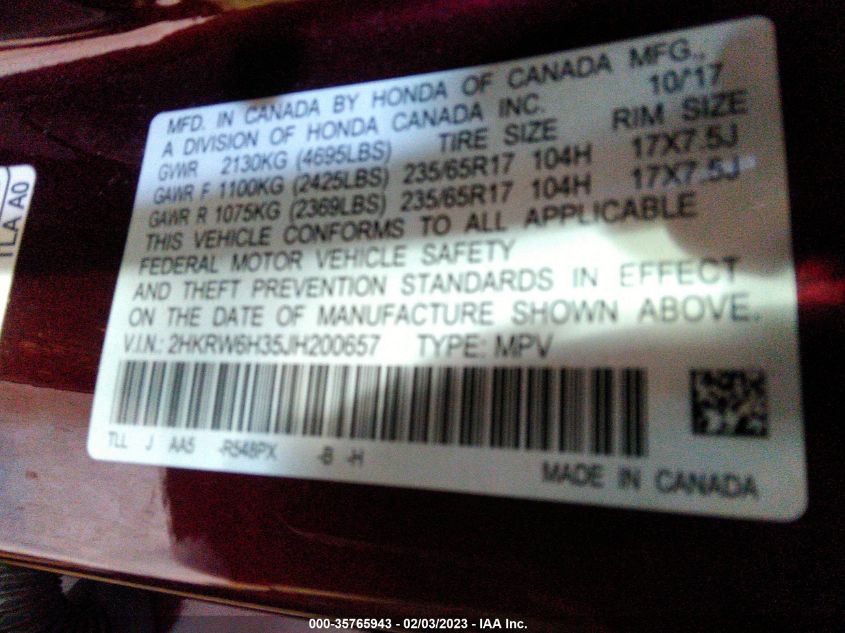 MFD. IN CANADA BY HONDA OF CANADA MFG.,
A DIVISION OF HONDA CANADA INC. 10/17
GVWR 2130KG (4695LBS) TIRE SIZE RIM SIZE
GAWR F 1100KG (2425LBS) 235/65R17 104H 17X7.5J
GAWR R 1075KG (2369LBS) 235/65R17 104H 17X7.5J
THIS VEHICLE CONFORMS TO ALL APPLICABLE
FEDERAL MOTOR VEHICLE SAFETY
AND THEFT PREVENTION STANDARDS IN EFFECT
ON THE DATE OF MANUFACTURE SHOWN ABOVE.
V.I.N.: 2HKRW6H35JH200657 TYPE: MPV
TLL J AA5 -R548PX -B -H
MADE IN CANADA
TLA A0
000-35765943 - 02/03/2023 - IAA Inc.